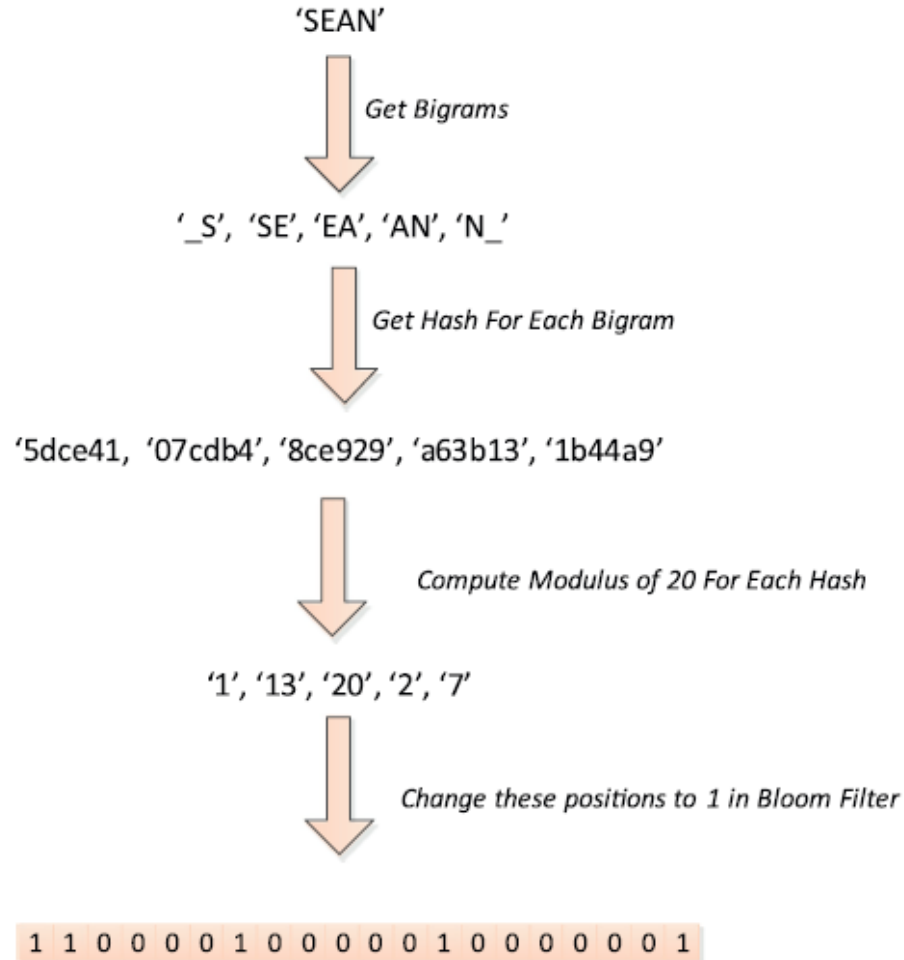 ‘SEAN’
Get Bigrams
‘_S’, ‘SE’, ‘EA’, ‘AN’, ‘N_’
Get Hash For Each Bigram
‘5dce41, ‘07cdb4’, ‘8ce929’, ‘a63b13’, ‘1b44a9’
Compute Modulus of 20 For Each Hash
‘1’, ‘13’, ‘20’, ‘2’, ‘7’
Change these positions to 1 in Bloom Filter
1 1 0 0 0 0 1 0 0 0 0 0 1 0 0 0 0 0 0 1